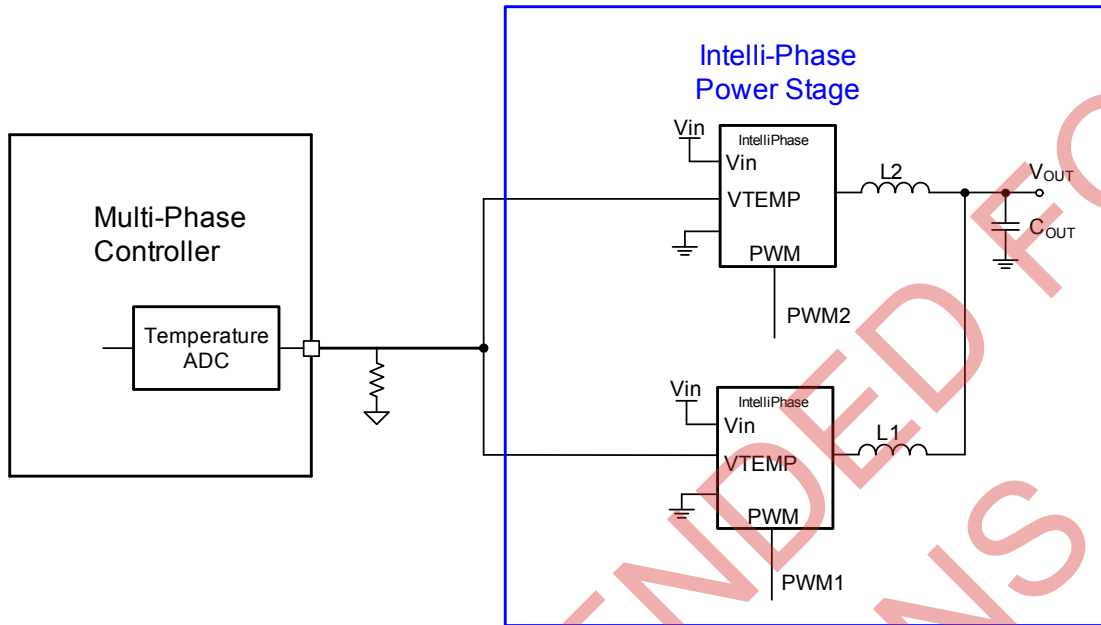 Intelli-Phase
Power Stage
Multi-Phase
Controller
Temperature
ADC
Vin
IntelliPhase
Vin
VTEMP
PWM
PWM2
L2
VOUT
COUT
Vin
IntelliPhase
Vin
VTEMP
PWM
PWM1
L1